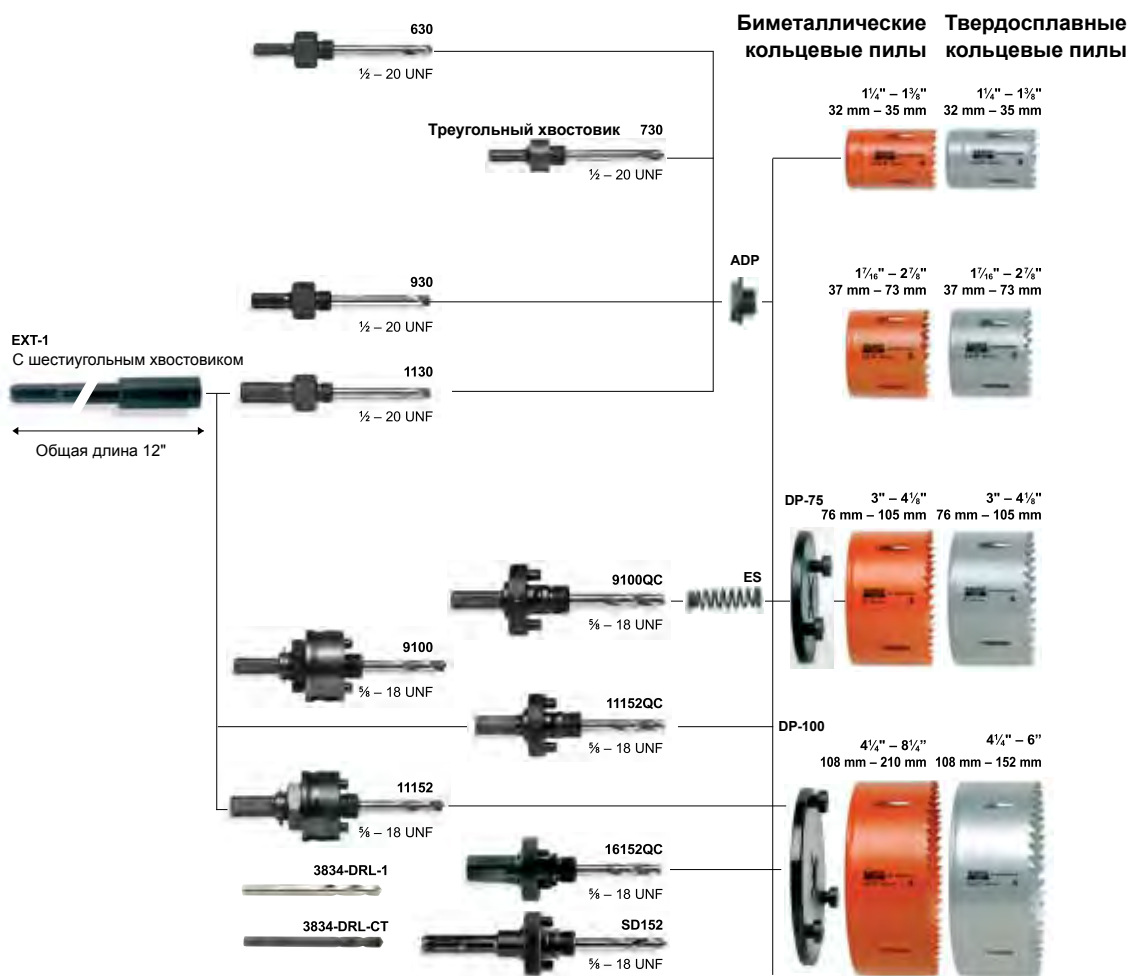 Биметаллические кольцевые пилы
Твердосплавные кольцевые пилы
630
½ – 20 UNF
1¼" – 1⅜"
32 mm – 35 mm
1¼" – 1⅜"
32 mm – 35 mm
Треугольный хвостовик 730
½ – 20 UNF
ADP
930
½ – 20 UNF
1⁷⁄₁₆" – 2⅞"
37 mm – 73 mm
1⁷⁄₁₆" – 2⅞"
37 mm – 73 mm
EXT-1
С шестиугольным хвостовиком
Общая длина 12"
1130
½ – 20 UNF
DP-75
3" – 4⅛"
76 mm – 105 mm
3" – 4⅛"
76 mm – 105 mm
9100QC
⅝ – 18 UNF
ES
9100
⅝ – 18 UNF
11152QC
⅝ – 18 UNF
DP-100
4¼" – 8¼”
108 mm – 210 mm
4¼" – 6”
108 mm – 152 mm
11152
⅝ – 18 UNF
16152QC
⅝ – 18 UNF
3834-DRL-1
3834-DRL-CT
SD152
⅝ – 18 UNF